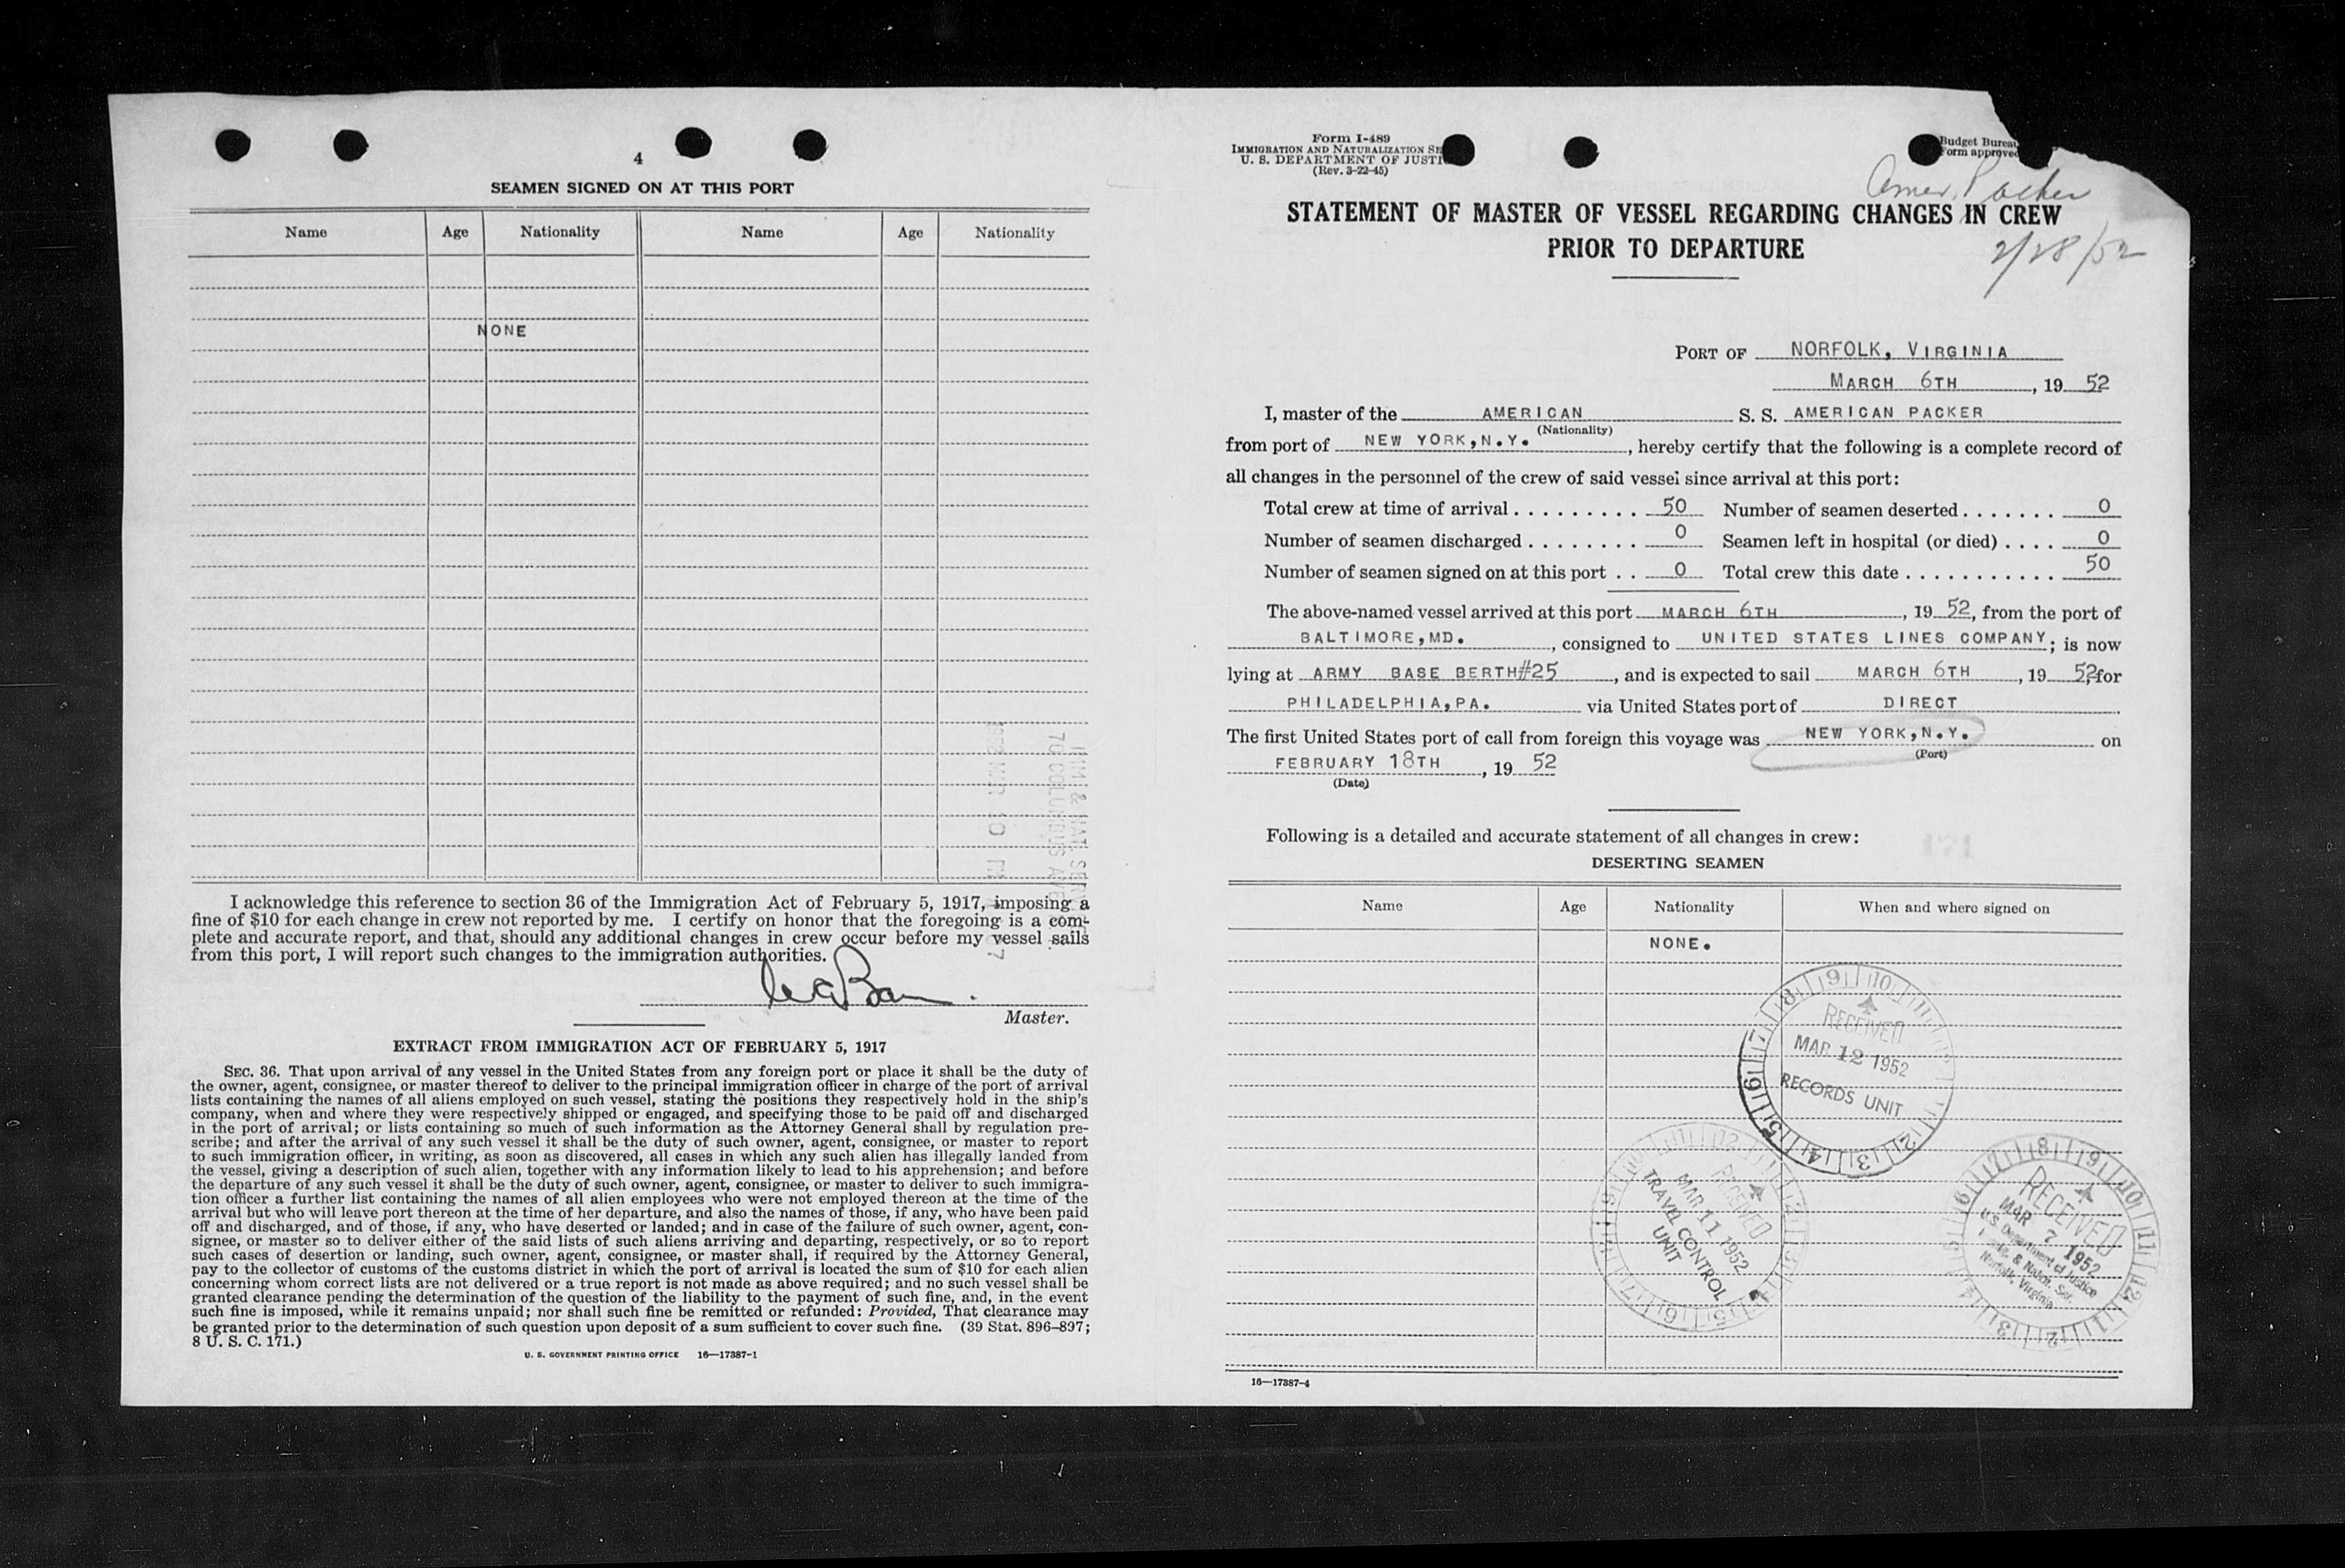 4
SEAMEN SIGNED ON AT THIS PORT
Name Age Nationality Name Age Nationality
NONE
I acknowledge this reference to section 36 of the Immigration Act of February 5, 1917, imposing a
fine of $10 for each change in crew not reported by me. I certify on honor that the foregoing is a com-
plete and accurate report, and that, should any additional changes in crew occur before my vessel sails
from this port, I will report such changes to the immigration authorities.
Master.
EXTRACT FROM IMMIGRATION ACT OF FEBRUARY 5, 1917
SEC. 36. That upon arrival of any vessel in the United States from any foreign port or place it shall be the duty of
the owner, agent, consignee, or master thereof to deliver to the principal immigration officer in charge of the port of arrival
lists containing the names of all aliens employed on such vessel, stating the positions they respectively hold in the ship's
company, when and where they were respectively shipped or engaged, and specifying those to be paid off and discharged
in the port of arrival; or lists containing so much of such information as the Attorney General shall by regulation pre-
scribe; and after the arrival of any such vessel it shall be the duty of such owner, agent, consignee, or master to report
to such immigration officer, in writing, as soon as discovered, all cases in which any such alien has illegally landed from
the vessel, giving a description of such alien, together with any information likely to lead to his apprehension; and before
the departure of any such vessel it shall be the duty of such owner, agent, consignee, or master to deliver to such immigra-
tion officer a further list containing the names of all alien employees who were not employed thereon at the time of the
arrival but who will leave port thereon at the time of her departure, and also the names of those, if any, who have been paid
off and discharged, and of those, if any, who have deserted or landed; and in case of the failure of such owner, agent, con-
signee, or master so to deliver either of the said lists of such aliens arriving and departing, respectively, or so to report
such cases of desertion or landing, such owner, agent, consignee, or master shall, if required by the Attorney General,
pay to the collector of customs of the customs district in which the port of arrival is located the sum of $10 for each alien
concerning whom correct lists are not delivered or a true report is not made as above required; and no such vessel shall be
granted clearance pending the determination of the question of the liability to the payment of such fine, and, in the event
such fine is imposed, while it remains unpaid; nor shall such fine be remitted or refunded: Provided, That clearance may
be granted prior to the determination of such question upon deposit of a sum sufficient to cover such fine. (39 Stat. 896–897;
8 U. S. C. 171.)
U. S. GOVERNMENT PRINTING OFFICE 16—17387-1
Form I-489
IMMIGRATION AND NATURALIZATION SE
U. S. DEPARTMENT OF JUSTI
(Rev. 3-22-45)
Budget Bureau
Form approved
Amer. Packer
2/28/52
STATEMENT OF MASTER OF VESSEL REGARDING CHANGES IN CREW
PRIOR TO DEPARTURE
PORT OF NORFOLK, VIRGINIA
MARCH 6TH, 19 52
I, master of the AMERICAN S. S. AMERICAN PACKER
(Nationality)
from port of NEW YORK,N.Y., hereby certify that the following is a complete record of
all changes in the personnel of the crew of said vessel since arrival at this port:
Total crew at time of arrival . . . . . . . . . 50 Number of seamen deserted . . . . . . . 0
Number of seamen discharged . . . . . . . . 0 Seamen left in hospital (or died) . . . . 0
Number of seamen signed on at this port . . 0 Total crew this date . . . . . . . . . . . 50
The above-named vessel arrived at this port MARCH 6TH, 19 52, from the port of
BALTIMORE,MD., consigned to UNITED STATES LINES COMPANY; is now
lying at ARMY BASE BERTH#25, and is expected to sail MARCH 6TH, 19 52, for
PHILADELPHIA,PA. via United States port of DIRECT
The first United States port of call from foreign this voyage was NEW YORK,N.Y. on
(Port)
FEBRUARY 18TH, 19 52
(Date)
Following is a detailed and accurate statement of all changes in crew:
DESERTING SEAMEN
Name Age Nationality When and where signed on
NONE.
RECEIVED
MAR 12 1952
RECORDS UNIT
RECEIVED
MAR 11 1952
TRAVEL CONTROL
UNIT
RECEIVED
MAR 7 1952
U.S. Department of Justice
Immig. & Natzn. Ser.
Norfolk, Virginia
16—17387-4